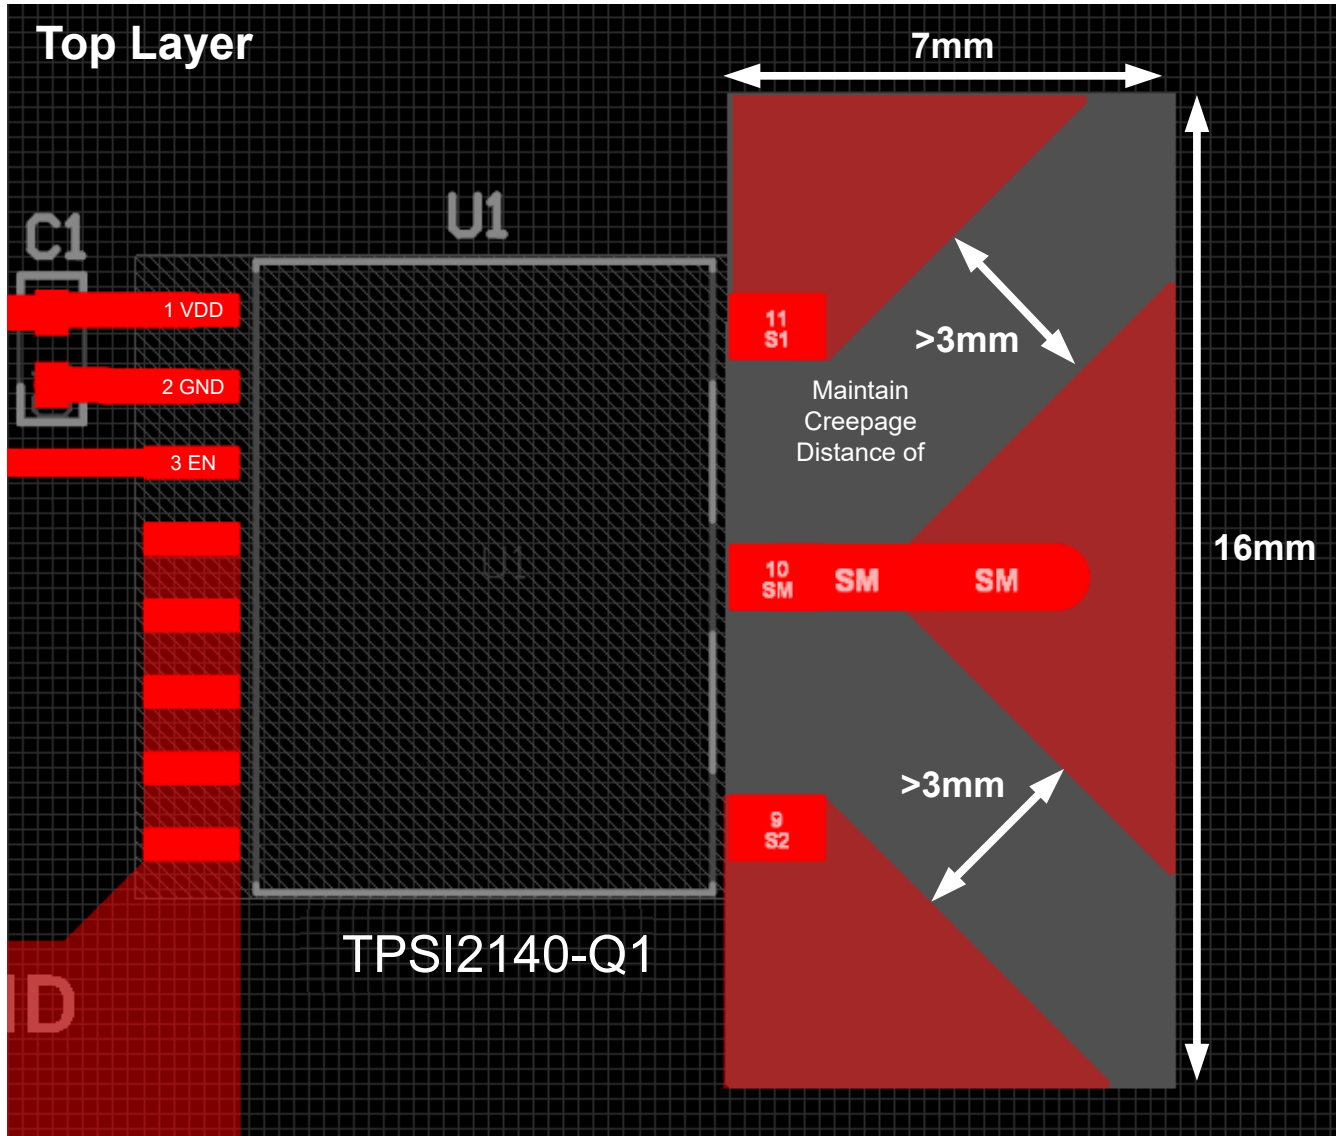 Top Layer
7mm
C1
U1
1 VDD
2 GND
3 EN
11
S1
>3mm
Maintain
Creepage
Distance of
10
SM
SM
SM
16mm
>3mm
9
S2
TPSI2140-Q1
ID